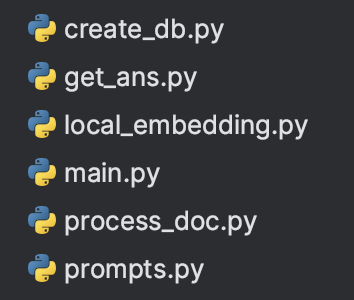 create_db.py
get_ans.py
local_embedding.py
main.py
process_doc.py
prompts.py